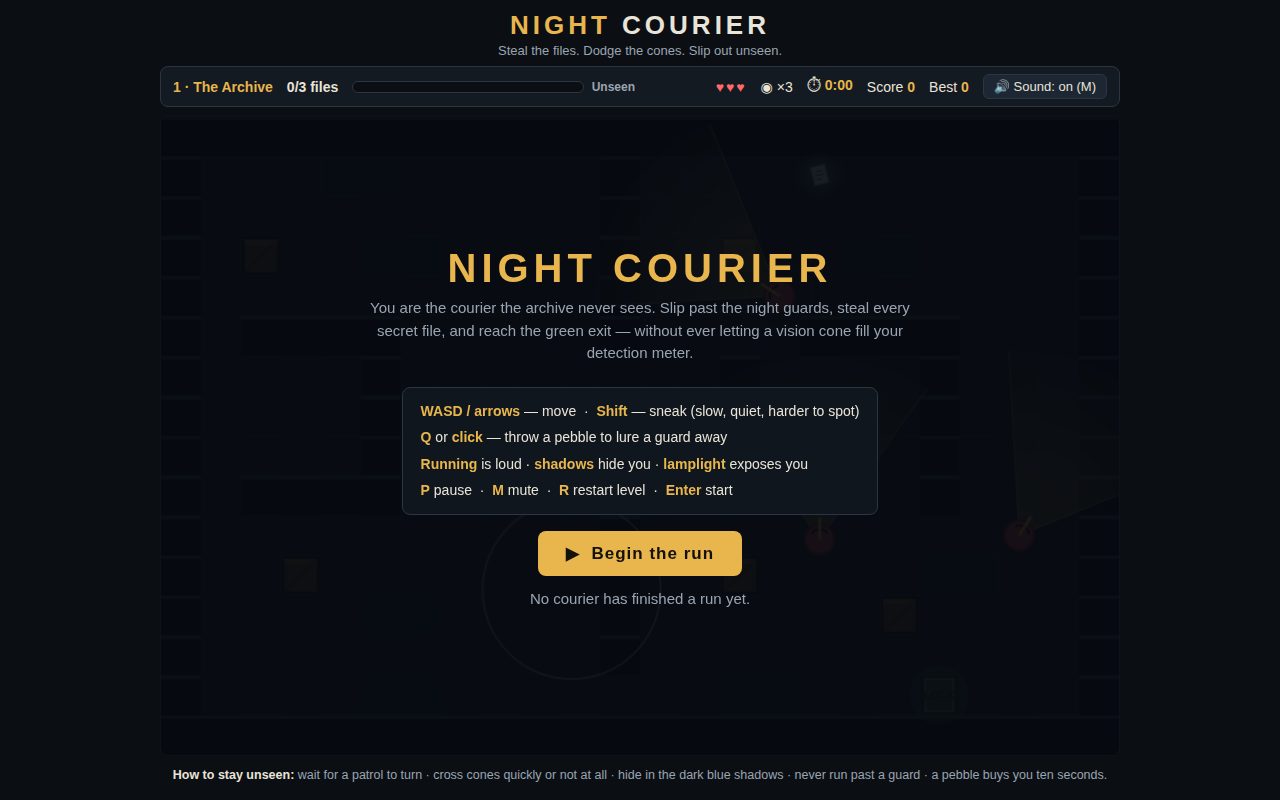 NIGHT COURIER
Steal the files. Dodge the cones. Slip out unseen.
1 · The Archive 0/3 files Unseen ♥♥♥ ◉ ×3 ⏱ 0:00 Score 0 Best 0 🔊 Sound: on (M)
NIGHT COURIER
You are the courier the archive never sees. Slip past the night guards, steal every
secret file, and reach the green exit — without ever letting a vision cone fill your
detection meter.
WASD / arrows — move · Shift — sneak (slow, quiet, harder to spot)
Q or click — throw a pebble to lure a guard away
Running is loud · shadows hide you · lamplight exposes you
P pause · M mute · R restart level · Enter start
▶ Begin the run
No courier has finished a run yet.
How to stay unseen: wait for a patrol to turn · cross cones quickly or not at all · hide in the dark blue shadows · never run past a guard · a pebble buys you ten seconds.